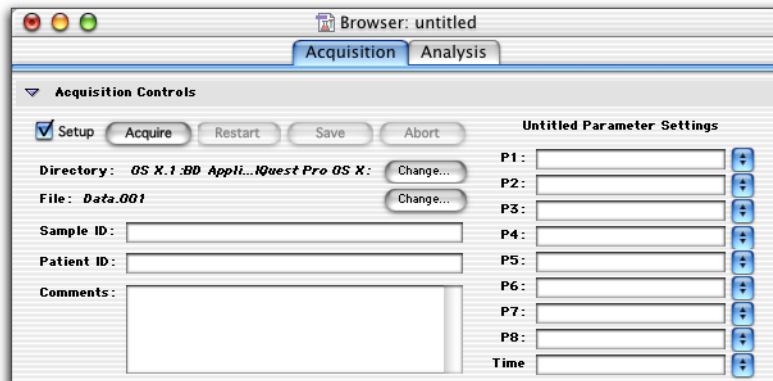 Browser: untitled
Acquisition Analysis
Acquisition Controls
Setup Acquire Restart Save Abort
Directory: OS X.1:BD Appli...lQuest Pro OS X: Change...
File: Data.001 Change...
Sample ID:
Patient ID:
Comments:
Untitled Parameter Settings
P1:
P2:
P3:
P4:
P5:
P6:
P7:
P8:
Time